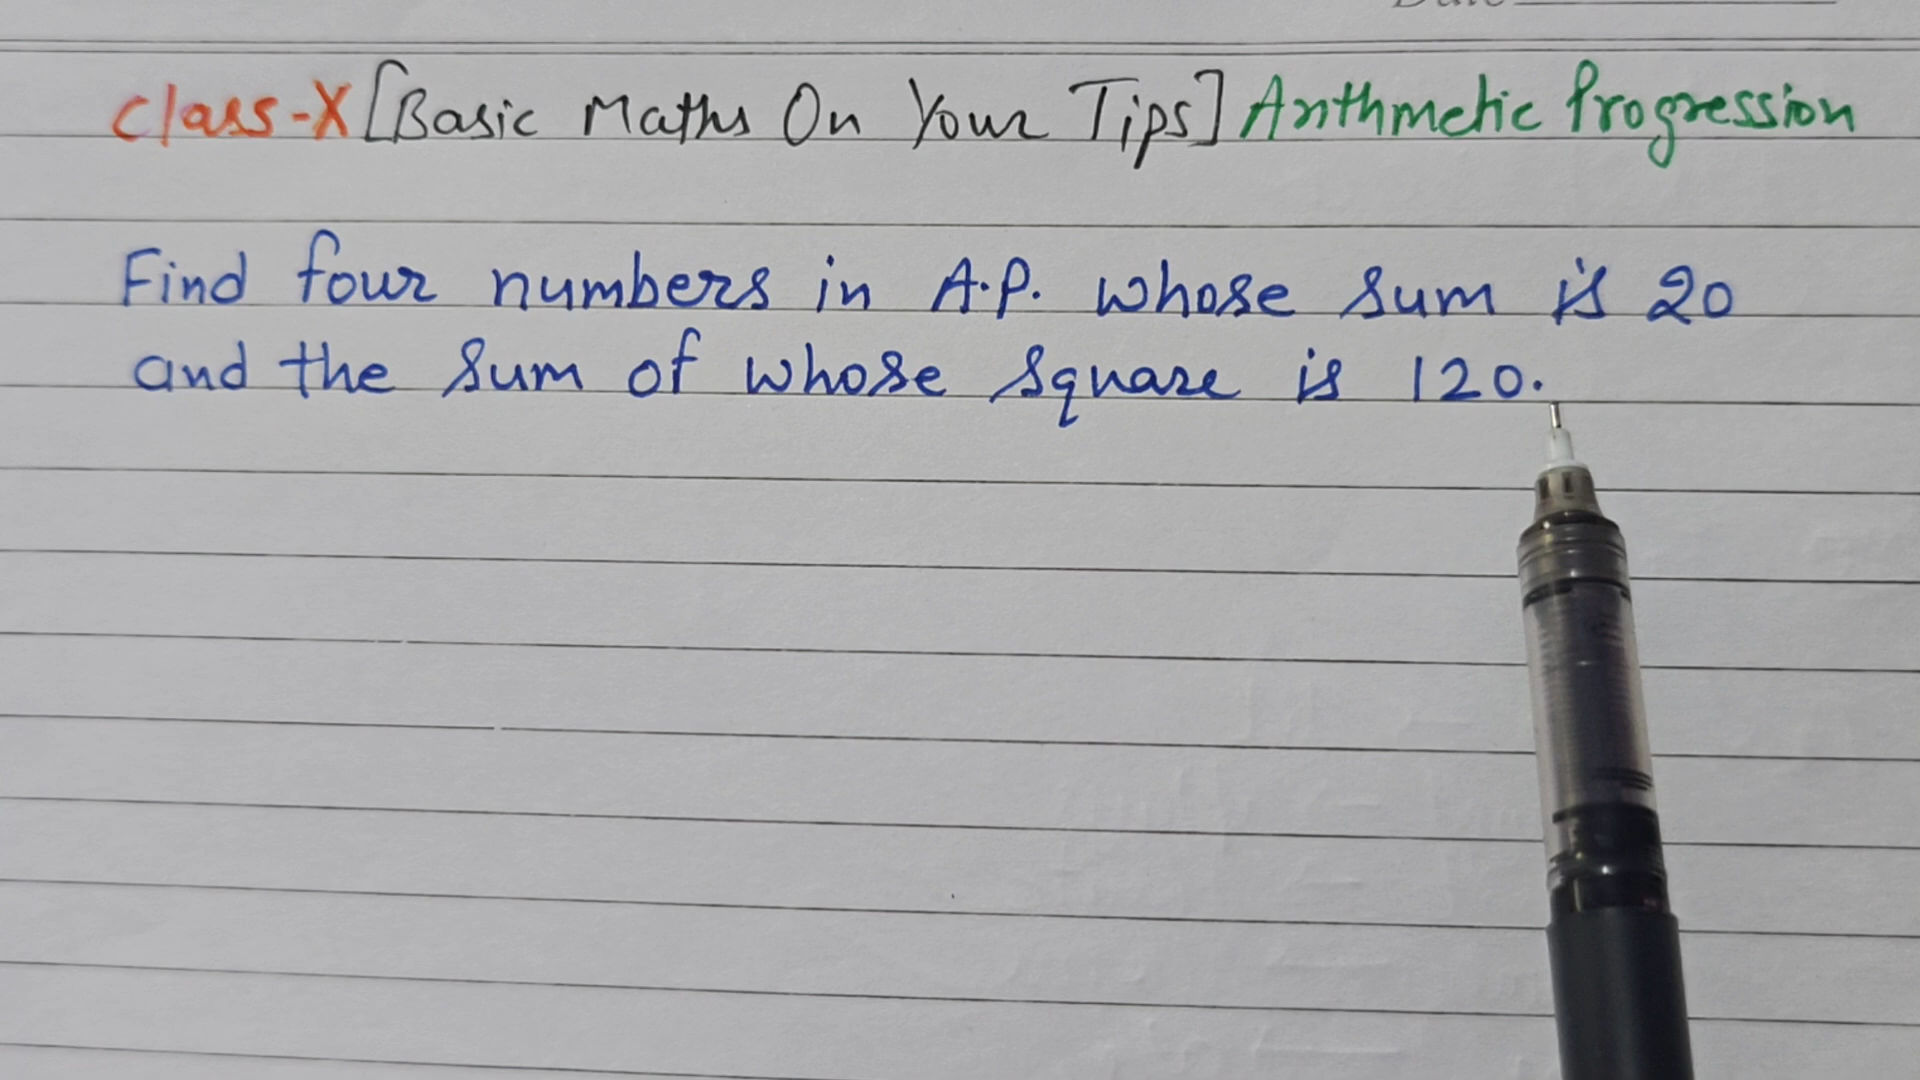 Date
Class-X [Basic Maths On Your Tips] Arithmetic Progression
Find four numbers in A.P. whose sum is 20
and the sum of whose square is 120.